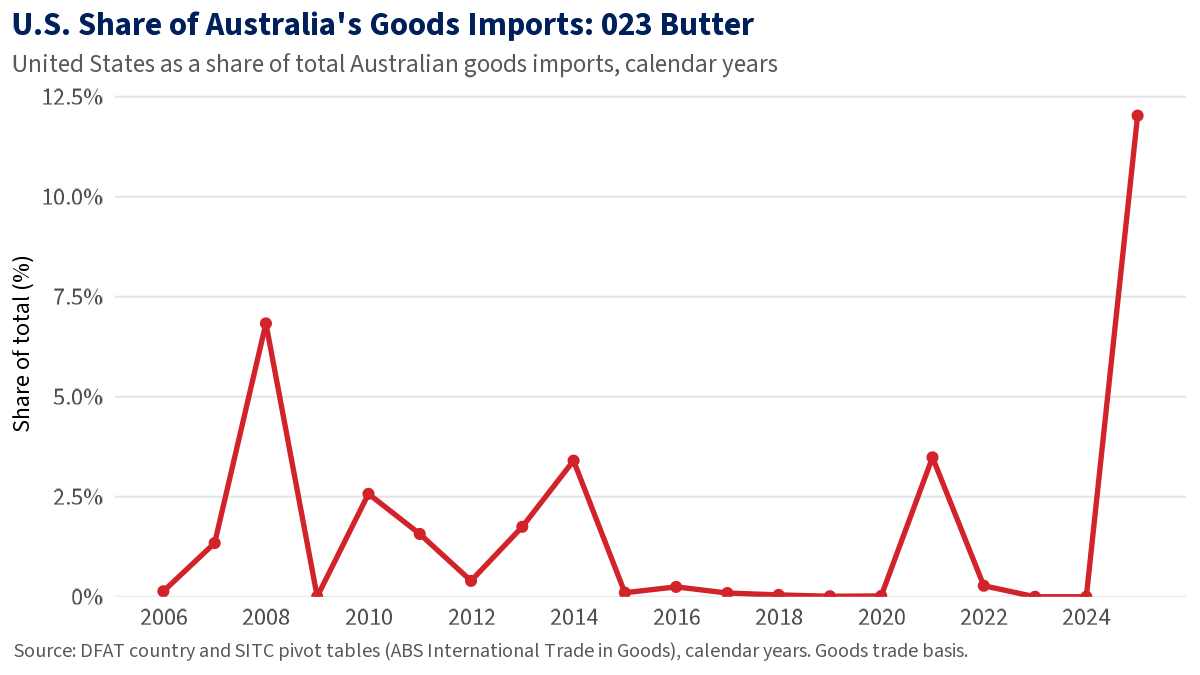 U.S. Share of Australia's Goods Imports: 023 Butter
United States as a share of total Australian goods imports, calendar years
Share of total (%)
12.5%
10.0%
7.5%
5.0%
2.5%
0%
2006 2008 2010 2012 2014 2016 2018 2020 2022 2024
Source: DFAT country and SITC pivot tables (ABS International Trade in Goods), calendar years. Goods trade basis.